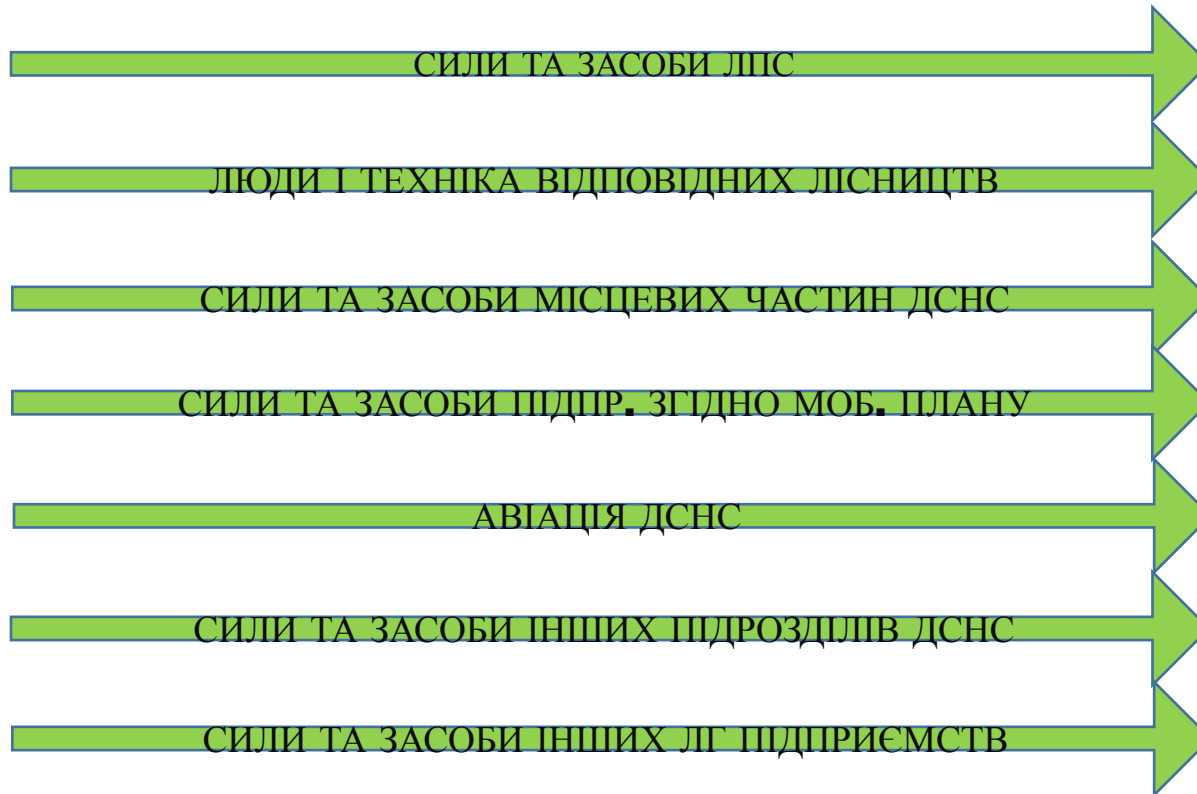 СИЛИ ТА ЗАСОБИ ЛПС
ЛЮДИ І ТЕХНІКА ВІДПОВІДНИХ ЛІСНИЦТВ
СИЛИ ТА ЗАСОБИ МІСЦЕВИХ ЧАСТИН ДСНС
СИЛИ ТА ЗАСОБИ ПІДПР. ЗГІДНО МОБ. ПЛАНУ
АВІАЦІЯ ДСНС
СИЛИ ТА ЗАСОБИ ІНШИХ ПІДРОЗДІЛІВ ДСНС
СИЛИ ТА ЗАСОБИ ІНШИХ ЛГ ПІДПРИЄМСТВ